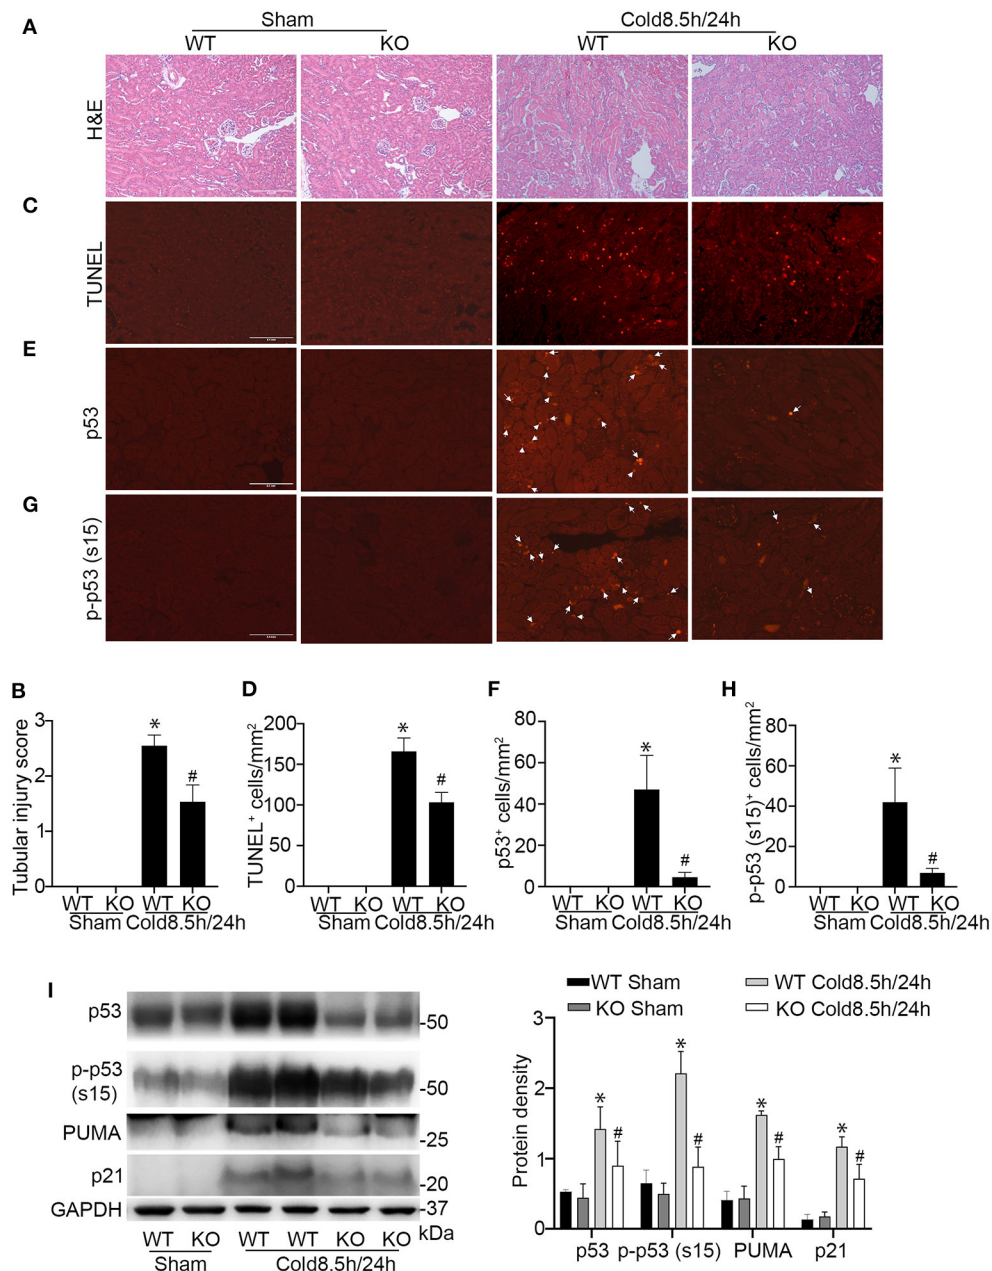 A
Sham
Cold8.5h/24h
WT
KO
WT
KO
H&E
C
TUNEL
E
p53
G
p-p53 (s15)
B
Tubular injury score
3
2
1
0
*
#
WT
KO
WT
KO
Sham
Cold8.5h/24h
D
TUNEL+ cells/mm2
200
150
100
50
0
*
#
WT
KO
WT
KO
Sham
Cold8.5h/24h
F
p53+ cells/mm2
80
60
40
20
0
*
#
WT
KO
WT
KO
Sham
Cold8.5h/24h
H
p-p53 (s15)+ cells/mm2
80
60
40
20
0
*
#
WT
KO
WT
KO
Sham
Cold8.5h/24h
I
p53
-50
p-p53
(s15)
-50
PUMA
-25
p21
-20
GAPDH
-37
kDa
WT
KO
WT
WT
KO
KO
Sham
Cold8.5h/24h
WT Sham
WT Cold8.5h/24h
KO Sham
KO Cold8.5h/24h
Protein density
3
2
1
0
*
#
*
#
*
#
*
#
p53
p-p53 (s15)
PUMA
p21